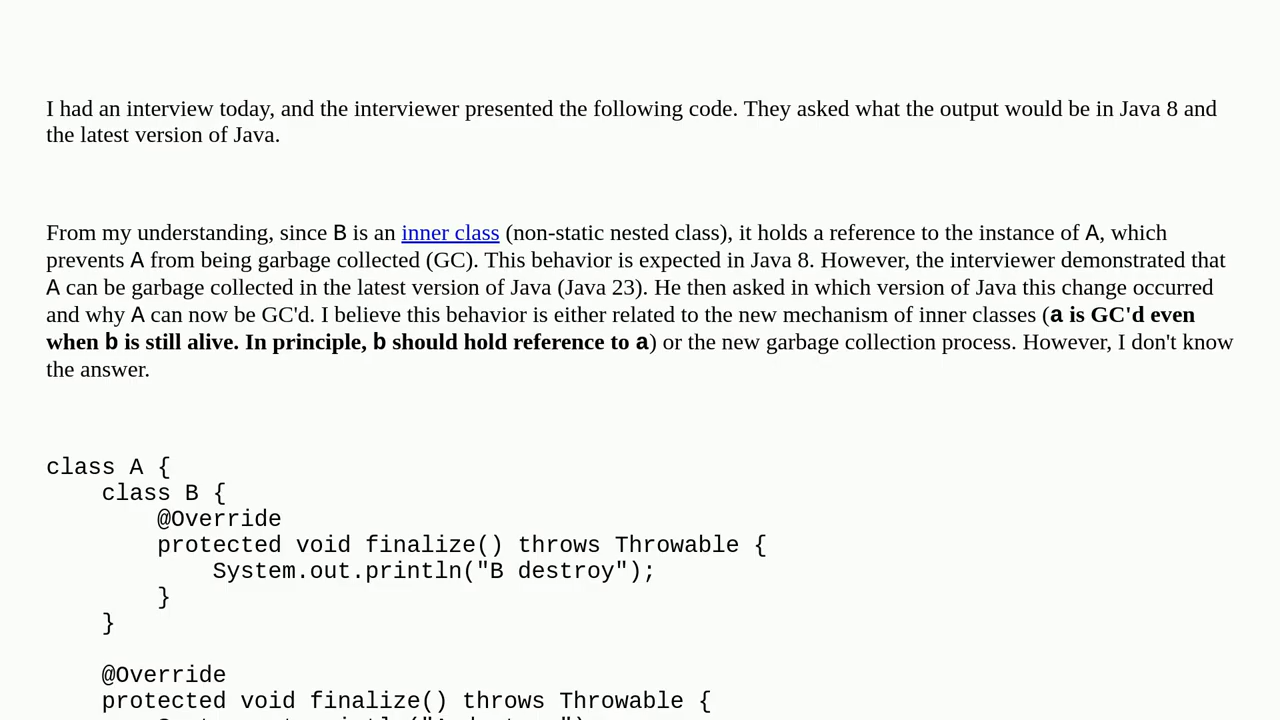 I had an interview today, and the interviewer presented the following code. They asked what the output would be in Java 8 and
the latest version of Java.
From my understanding, since B is an inner class (non-static nested class), it holds a reference to the instance of A, which
prevents A from being garbage collected (GC). This behavior is expected in Java 8. However, the interviewer demonstrated that
A can be garbage collected in the latest version of Java (Java 23). He then asked in which version of Java this change occurred
and why A can now be GC'd. I believe this behavior is either related to the new mechanism of inner classes (a is GC'd even
when b is still alive. In principle, b should hold reference to a) or the new garbage collection process. However, I don't know
the answer.
class A {
    class B {
        @Override
        protected void finalize() throws Throwable {
            System.out.println("B destroy");
        }
    }
    @Override
    protected void finalize() throws Throwable {